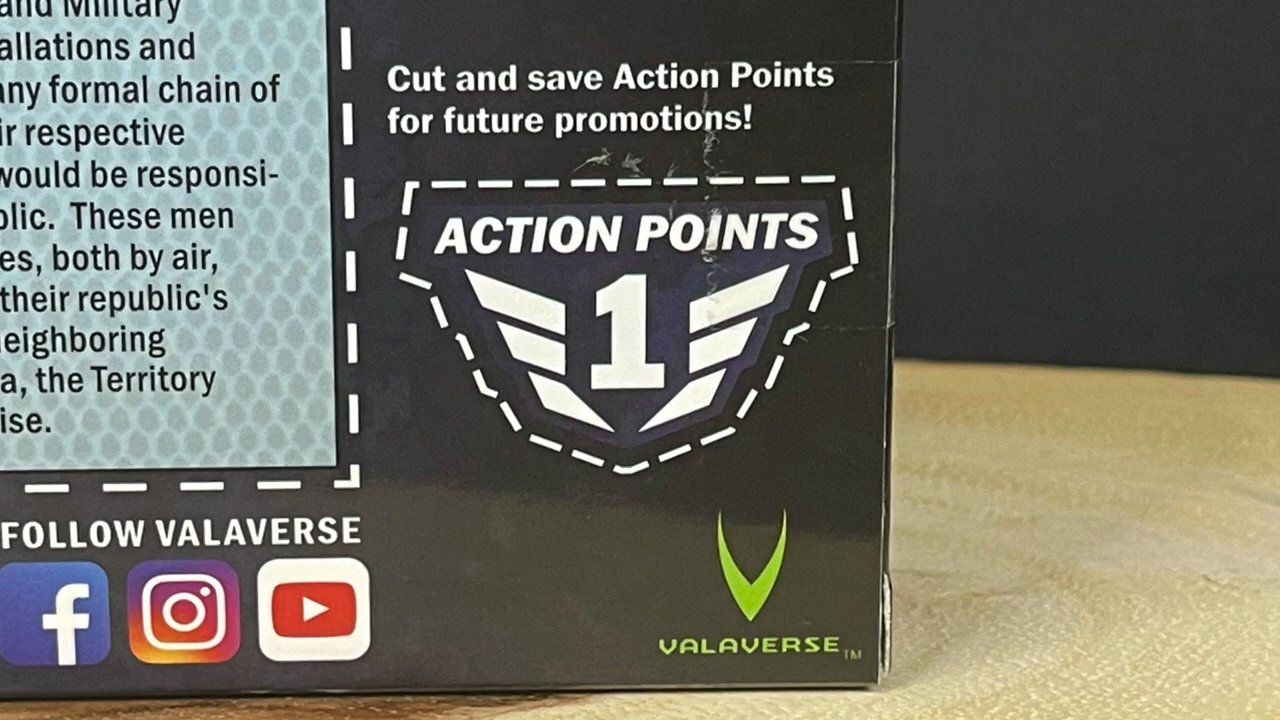 and Military
allations and
any formal chain of
ir respective
would be responsi-
blic. These men
es, both by air,
their republic's
neighboring
a, the Territory
ise.
Cut and save Action Points
for future promotions!
ACTION POINTS
1
FOLLOW VALAVERSE
f
VALAVERSE TM